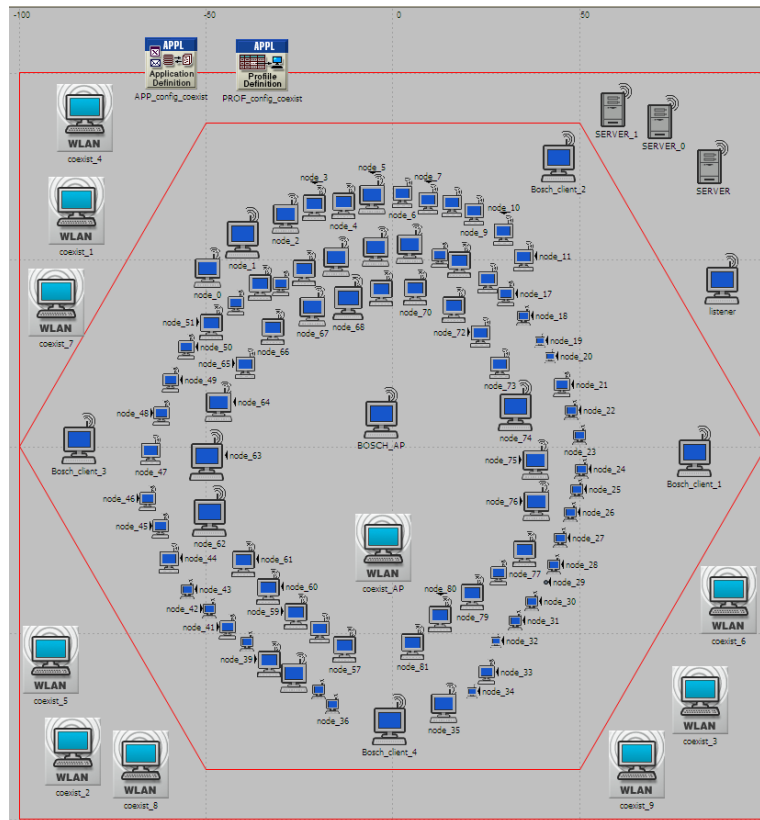 -100
-50
0
50
APPL
Application
Definition
APP_config_coexist
APPL
Profile
Definition
PROF_config_coexist
WLAN
coexist_4
SERVER_1
SERVER_0
SERVER
Bosch_client_2
WLAN
coexist_1
node_5
node_3
node_7
node_4
node_6
node_10
node_2
node_9
node_1
node_11
node_0
WLAN
coexist_7
listener
node_17
node_70
node_67
node_68
node_18
node_51
node_66
node_72
node_19
node_50
node_20
node_65
node_49
node_73
node_21
node_64
node_48
node_22
node_74
BOSCH_AP
node_23
Bosch_client_3
node_47
node_63
node_75
node_24
Bosch_client_1
node_25
node_46
node_76
node_26
node_45
node_62
node_27
WLAN
coexist_AP
node_44
node_61
node_28
node_77
node_29
node_43
node_60
node_80
node_42
node_59
node_79
node_30
WLAN
coexist_6
node_41
node_31
node_32
node_39
node_57
node_81
WLAN
coexist_5
node_33
node_34
WLAN
coexist_3
node_36
node_35
Bosch_client_4
WLAN
coexist_2
WLAN
coexist_8
WLAN
coexist_9